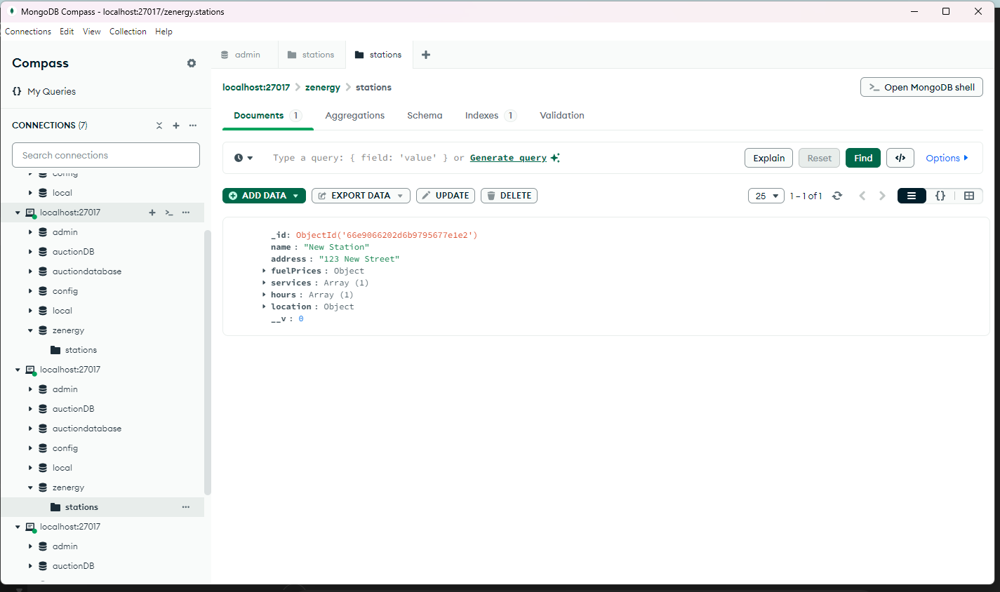 MongoDB Compass - localhost:27017/zenergy.stations
Connections Edit View Collection Help
Compass
{} My Queries
CONNECTIONS (7)
Search connections
config
local
localhost:27017
admin
auctionDB
auctiondatabase
config
local
zenergy
stations
localhost:27017
admin
auctionDB
auctiondatabase
config
local
zenergy
stations
localhost:27017
admin
auctionDB
admin stations stations
localhost:27017 > zenergy > stations
>_ Open MongoDB shell
Documents 1 Aggregations Schema Indexes 1 Validation
Type a query: { field: 'value' } or Generate query
Explain Reset Find </> Options
ADD DATA EXPORT DATA UPDATE DELETE 25 1 – 1 of 1 {}
_id: ObjectId('66e9066202d6b9795677e1e2')
name : "New Station"
address : "123 New Street"
fuelPrices : Object
services : Array (1)
hours : Array (1)
location : Object
__v : 0